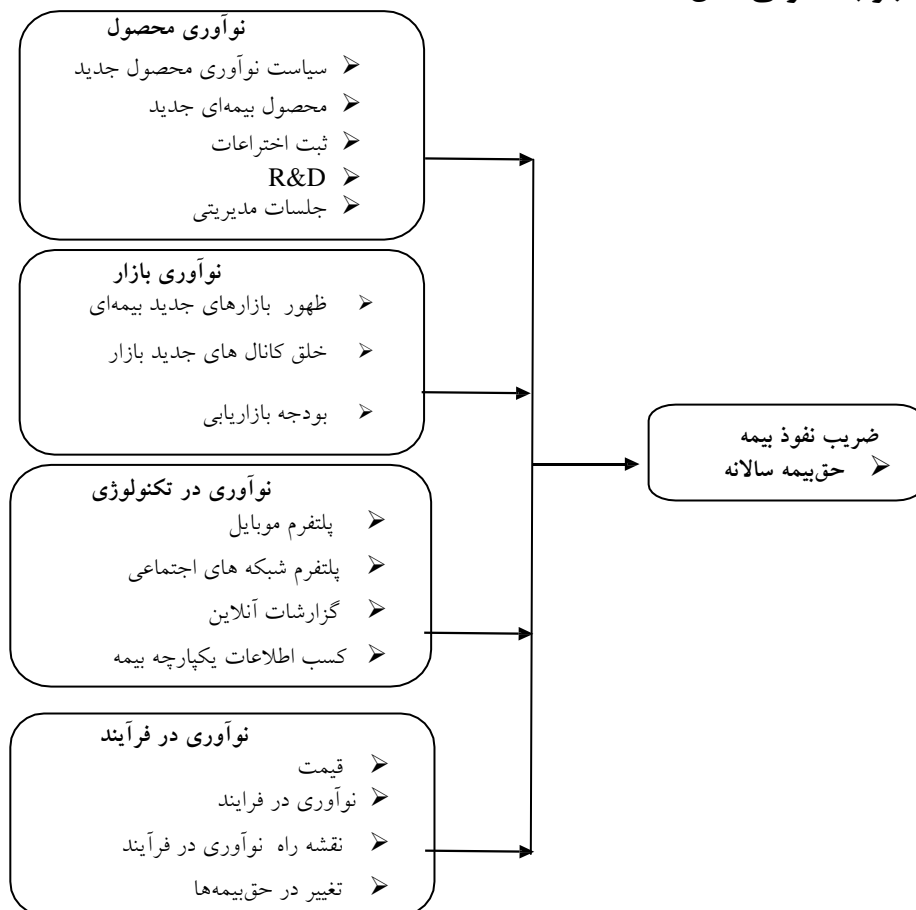 نوآوری محصول
⮚ سیاست نوآوری محصول جدید
⮚ محصول بیمه‌ای جدید
⮚ ثبت اختراعات
⮚ R&D
⮚ جلسات مدیریتی
نوآوری بازار
⮚ ظهور بازارهای جدید بیمه‌ای
⮚ خلق کانال های جدید بازار
⮚ بودجه بازاریابی
ضریب نفوذ بیمه
⮚ حق‌بیمه سالانه
نوآوری در تکنولوژی
⮚ پلتفرم موبایل
⮚ پلتفرم شبکه های اجتماعی
⮚ گزارشات آنلاین
⮚ کسب اطلاعات یکپارچه بیمه
نوآوری در فرآیند
⮚ قیمت
⮚ نوآوری در فرایند
⮚ نقشه راه نوآوری در فرآیند
⮚ تغییر در حق‌بیمه‌ها